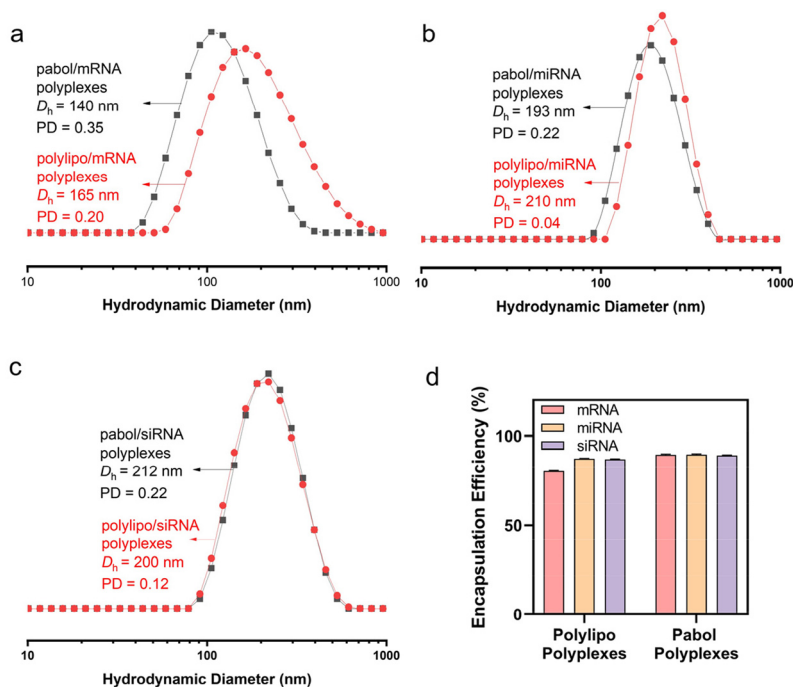 a
pabol/mRNA
polyplexes
Dh = 140 nm
PD = 0.35
polylipo/mRNA
polyplexes
Dh = 165 nm
PD = 0.20
10
100
1000
Hydrodynamic Diameter (nm)
b
pabol/miRNA
polyplexes
Dh = 193 nm
PD = 0.22
polylipo/miRNA
polyplexes
Dh = 210 nm
PD = 0.04
10
100
1000
Hydrodynamic Diameter (nm)
c
pabol/siRNA
polyplexes
Dh = 212 nm
PD = 0.22
polylipo/siRNA
polyplexes
Dh = 200 nm
PD = 0.12
10
100
1000
Hydrodynamic Diameter (nm)
d
Encapsulation Efficiency (%)
100
50
0
mRNA
miRNA
siRNA
Polylipo
Polyplexes
Pabol
Polyplexes